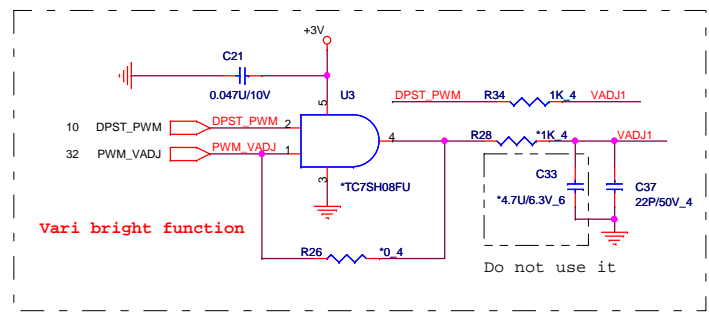 +3V
C21
0.047U/10V
U3
5
DPST_PWM
R34
1K_4
VADJ1
10
DPST_PWM
DPST_PWM
2
4
R28
*1K_4
VADJ1
32
PWM_VADJ
PWM_VADJ
1
3
*TC7SH08FU
C33
*4.7U/6.3V_6
C37
22P/50V_4
Vari bright function
R26
*0_4
Do not use it